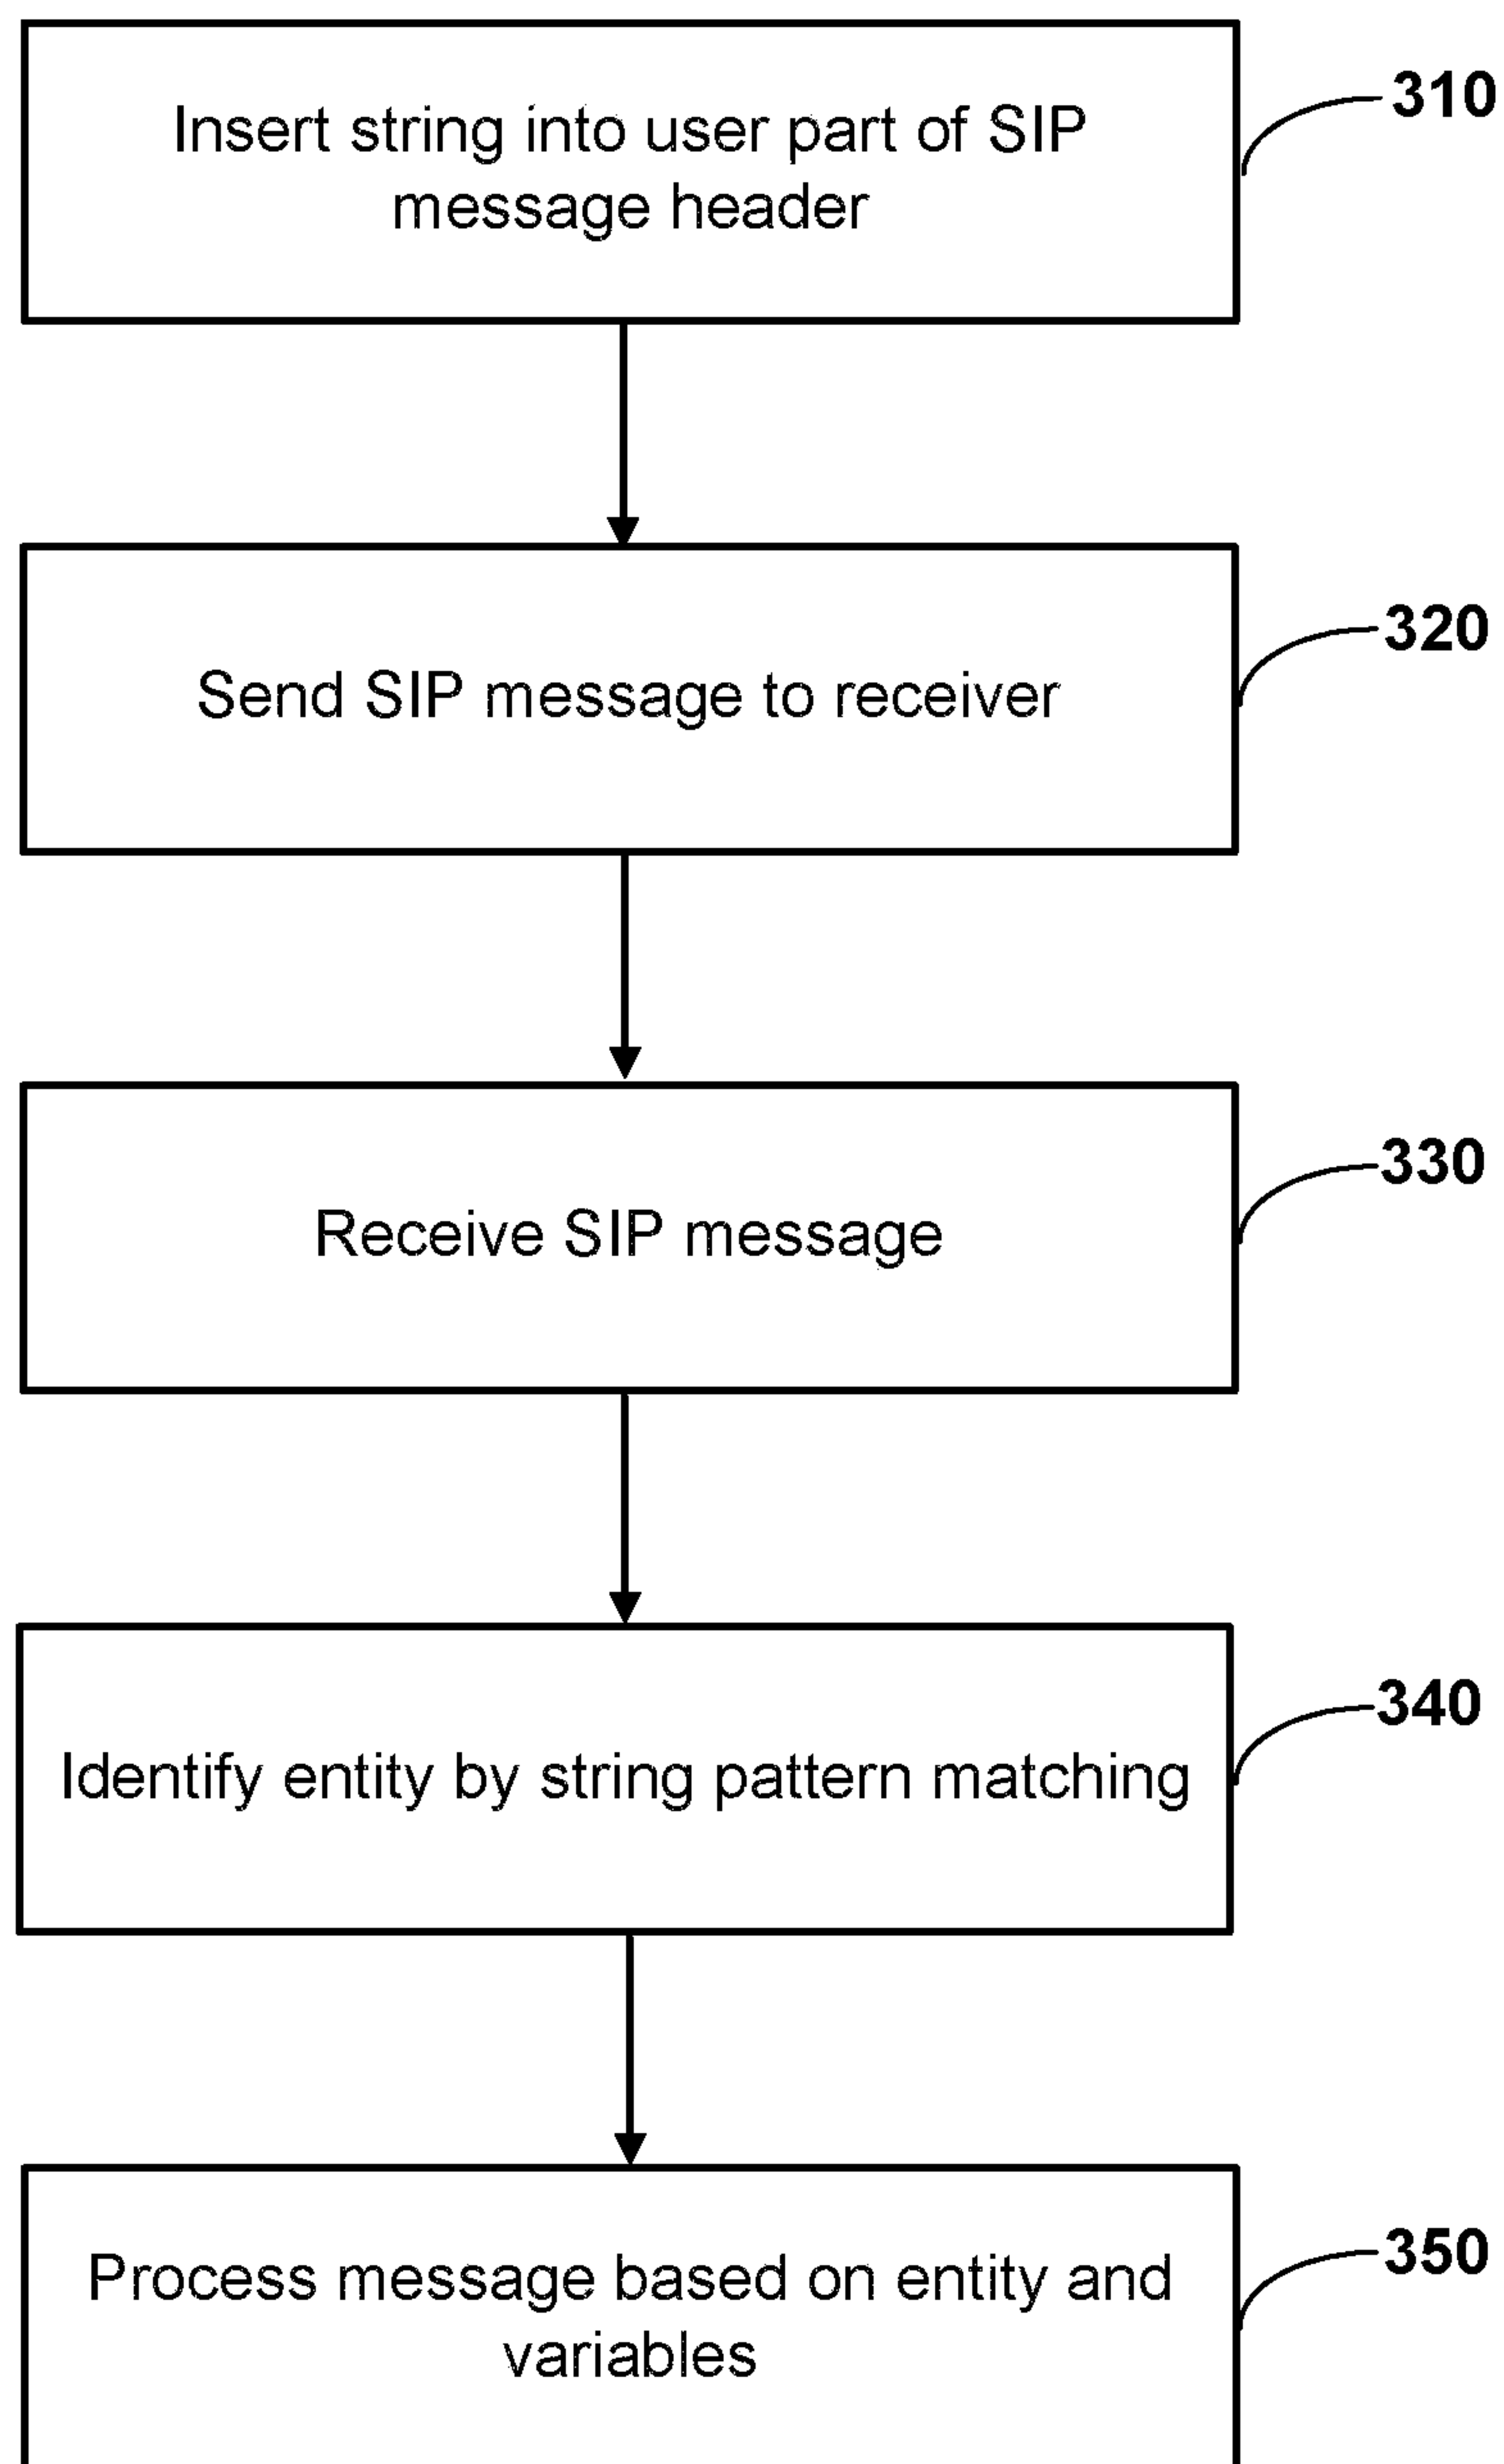 Insert string into user part of SIP
message header
310
Send SIP message to receiver
320
Receive SIP message
330
Identify entity by string pattern matching
340
Process message based on entity and
variables
350